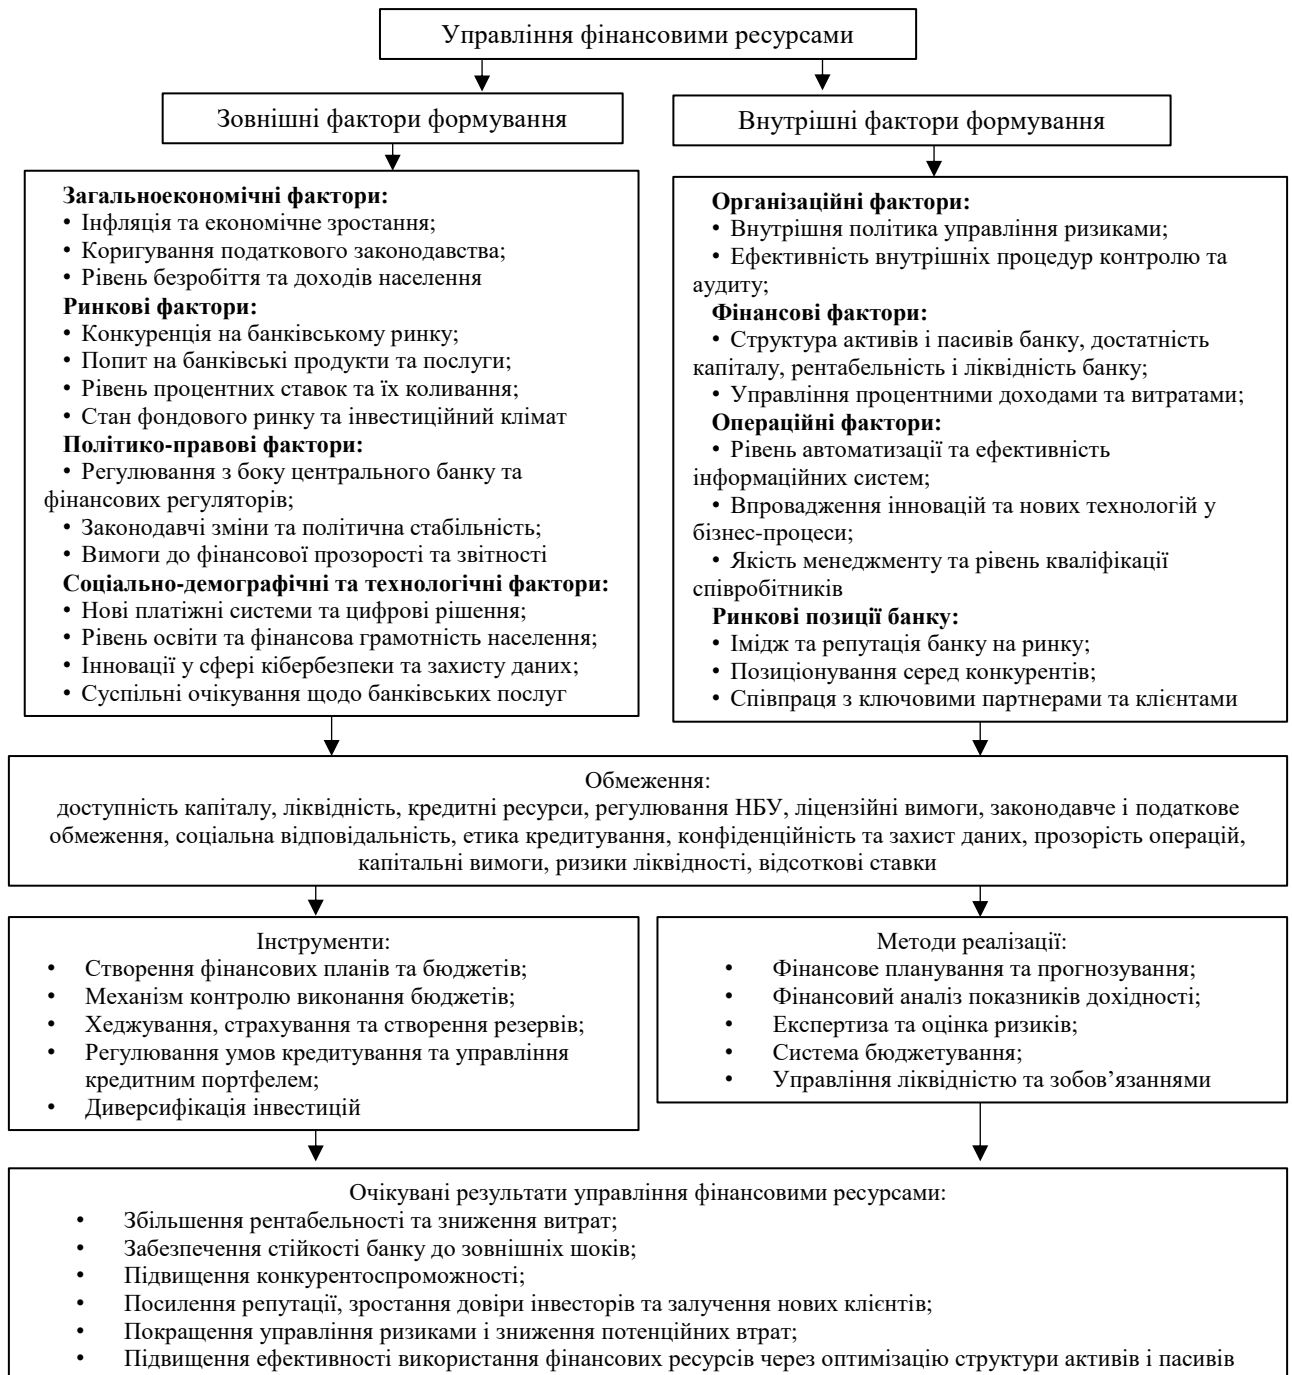 Управління фінансовими ресурсами
Зовнішні фактори формування
Внутрішні фактори формування
Загальноекономічні фактори:
• Інфляція та економічне зростання;
• Коригування податкового законодавства;
• Рівень безробіття та доходів населення
Ринкові фактори:
• Конкуренція на банківському ринку;
• Попит на банківські продукти та послуги;
• Рівень процентних ставок та їх коливання;
• Стан фондового ринку та інвестиційний клімат
Політико-правові фактори:
• Регулювання з боку центрального банку та
фінансових регуляторів;
• Законодавчі зміни та політична стабільність;
• Вимоги до фінансової прозорості та звітності
Соціально-демографічні та технологічні фактори:
• Нові платіжні системи та цифрові рішення;
• Рівень освіти та фінансова грамотність населення;
• Інновації у сфері кібербезпеки та захисту даних;
• Суспільні очікування щодо банківських послуг
Організаційні фактори:
• Внутрішня політика управління ризиками;
• Ефективність внутрішніх процедур контролю та
аудиту;
Фінансові фактори:
• Структура активів і пасивів банку, достатність
капіталу, рентабельність і ліквідність банку;
• Управління процентними доходами та витратами;
Операційні фактори:
• Рівень автоматизації та ефективність
інформаційних систем;
• Впровадження інновацій та нових технологій у
бізнес-процеси;
• Якість менеджменту та рівень кваліфікації
співробітників
Ринкові позиції банку:
• Імідж та репутація банку на ринку;
• Позиціонування серед конкурентів;
• Співпраця з ключовими партнерами та клієнтами
Обмеження:
доступність капіталу, ліквідність, кредитні ресурси, регулювання НБУ, ліцензійні вимоги, законодавче і податкове
обмеження, соціальна відповідальність, етика кредитування, конфіденційність та захист даних, прозорість операцій,
капітальні вимоги, ризики ліквідності, відсоткові ставки
Інструменти:
• Створення фінансових планів та бюджетів;
• Механізм контролю виконання бюджетів;
• Хеджування, страхування та створення резервів;
• Регулювання умов кредитування та управління
кредитним портфелем;
• Диверсифікація інвестицій
Методи реалізації:
• Фінансове планування та прогнозування;
• Фінансовий аналіз показників дохідності;
• Експертиза та оцінка ризиків;
• Система бюджетування;
• Управління ліквідністю та зобов’язаннями
Очікувані результати управління фінансовими ресурсами:
• Збільшення рентабельності та зниження витрат;
• Забезпечення стійкості банку до зовнішніх шоків;
• Підвищення конкурентоспроможності;
• Посилення репутації, зростання довіри інвесторів та залучення нових клієнтів;
• Покращення управління ризиками і зниження потенційних втрат;
• Підвищення ефективності використання фінансових ресурсів через оптимізацію структури активів і пасивів